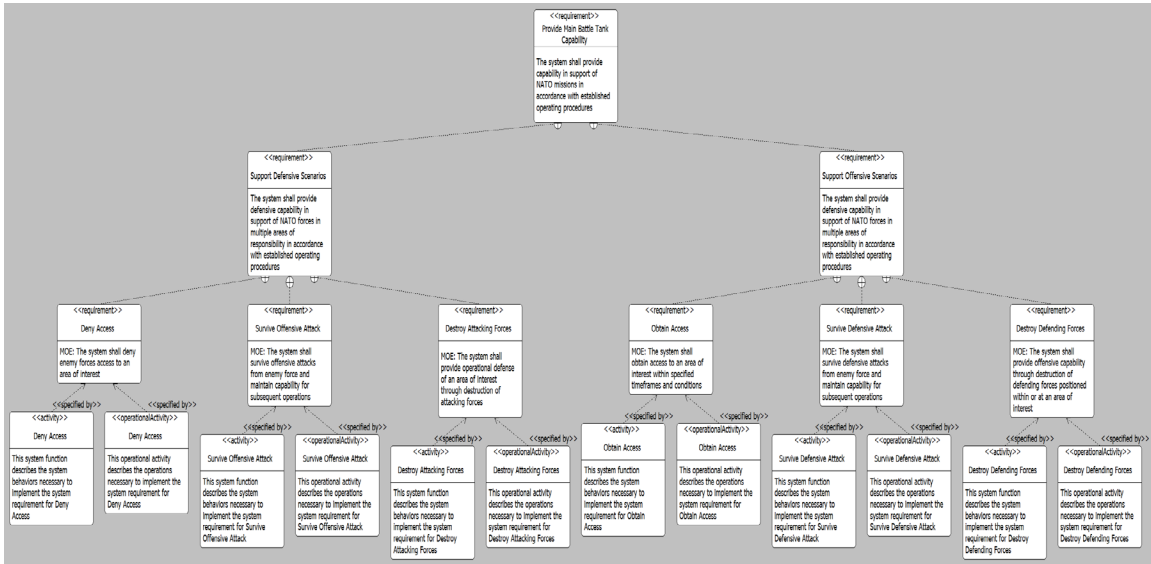 <<requirement>>
Provide Main Battle Tank
Capability
The system shall provide
capability in support of
NATO missions in
accordance with established
operating procedures
<<requirement>>
Support Defensive Scenarios
The system shall provide
defensive capability in
support of NATO forces in
multiple areas of
responsibility in accordance
with established operating
procedures
<<requirement>>
Support Offensive Scenarios
The system shall provide
defensive capability in
support of NATO forces in
multiple areas of
responsibility in accordance
with established operating
procedures
<<requirement>>
Deny Access
MOE: The system shall deny
enemy forces access to an
area of interest
<<requirement>>
Survive Offensive Attack
MOE: The system shall
survive offensive attacks
from enemy force and
maintain capability for
subsequent operations
<<requirement>>
Destroy Attacking Forces
MOE: The system shall
provide operational defense
of an area of interest
through destruction of
attacking forces
<<requirement>>
Obtain Access
MOE: The system shall
obtain access to an area of
interest within specified
timeframes and conditions
<<requirement>>
Survive Defensive Attack
MOE: The system shall
survive defensive attacks
from enemy force and
maintain capability for
subsequent operations
<<requirement>>
Destroy Defending Forces
MOE: The system shall
provide offensive capability
through destruction of
defending forces positioned
within or at an area of
interest
<<specified by>>
<<specified by>>
<<activity>>
Deny Access
This system function
describes the system
behaviors necessary to
implement the system
requirement for Deny
Access
<<operationalActivity>>
Deny Access
This operational activity
describes the operations
necessary to implement the
system requirement for
Deny Access
<<specified by>>
<<specified by>>
<<activity>>
Survive Offensive Attack
This system function
describes the system
behaviors necessary to
implement the system
requirement for Survive
Offensive Attack
<<operationalActivity>>
Survive Offensive Attack
This operational activity
describes the operations
necessary to implement the
system requirement for
Survive Offensive Attack
<<specified by>>
<<specified by>>
<<activity>>
Destroy Attacking Forces
This system function
describes the system
behaviors necessary to
implement the system
requirement for Destroy
Attacking Forces
<<operationalActivity>>
Destroy Attacking Forces
This operational activity
describes the operations
necessary to implement the
system requirement for
Destroy Attacking Forces
<<specified by>>
<<specified by>>
<<activity>>
Obtain Access
This system function
describes the system
behaviors necessary to
implement the system
requirement for Obtain
Access
<<operationalActivity>>
Obtain Access
This operational activity
describes the operations
necessary to implement the
system requirement for
Obtain Access
<<specified by>>
<<specified by>>
<<activity>>
Survive Defensive Attack
This system function
describes the system
behaviors necessary to
implement the system
requirement for Survive
Defensive Attack
<<operationalActivity>>
Survive Defensive Attack
This operational activity
describes the operations
necessary to implement the
system requirement for
Survive Defensive Attack
<<specified by>>
<<specified by>>
<<activity>>
Destroy Defending Forces
This system function
describes the system
behaviors necessary to
implement the system
requirement for Destroy
Defending Forces
<<operationalActivity>>
Destroy Defending Forces
This operational activity
describes the operations
necessary to implement the
system requirement for
Destroy Defending Forces